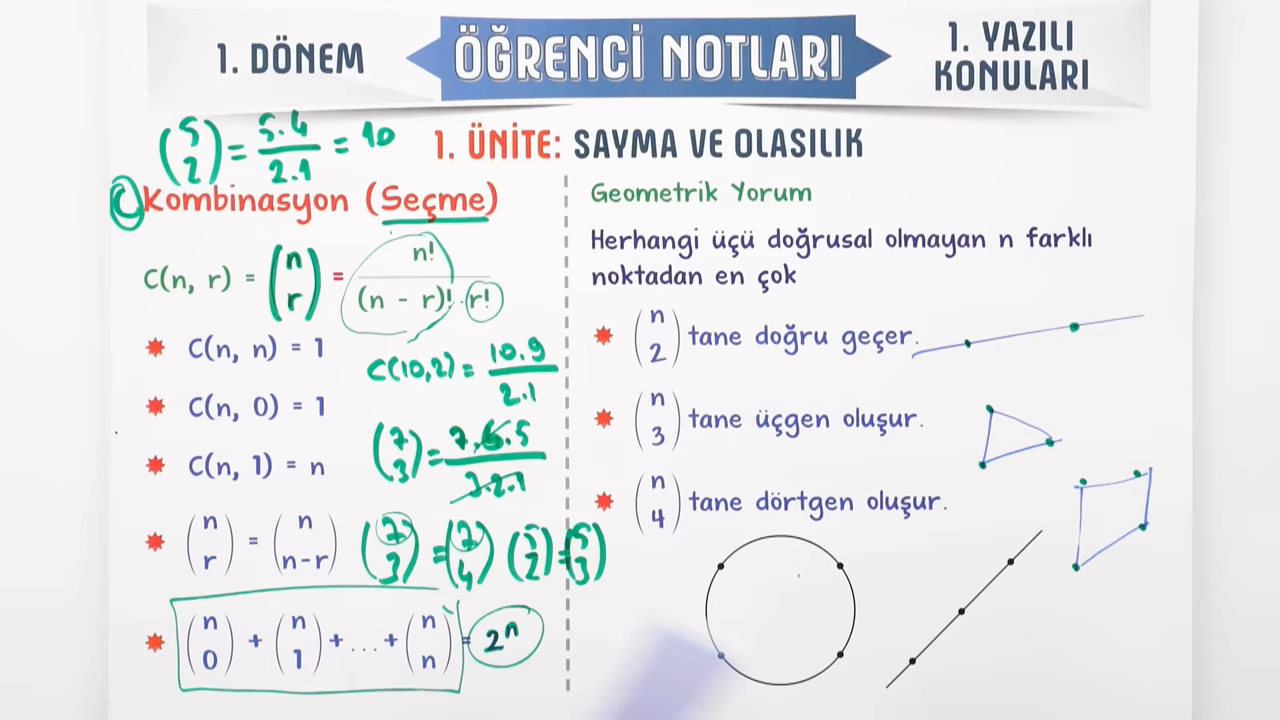 1. DÖNEM
ÖĞRENCİ NOTLARI
1. YAZILI
KONULARI
1. ÜNİTE: SAYMA VE OLASILIK
(5 2) = 5.4 / 2.1 = 10
C) Kombinasyon (Seçme)
C(n, r) = (n r) = n! / (n - r)! . r!
C(n, n) = 1
C(10,2) = 10.9 / 2.1
C(n, 0) = 1
(7 3) = 7.6.5 / 3.2.1
C(n, 1) = n
(n r) = (n n-r)
(7 3) = (7 4) (5 2) = (5 3)
(n 0) + (n 1) + ... + (n n) = 2ⁿ
Geometrik Yorum
Herhangi üçü doğrusal olmayan n farklı
noktadan en çok
(n 2) tane doğru geçer.
(n 3) tane üçgen oluşur.
(n 4) tane dörtgen oluşur.